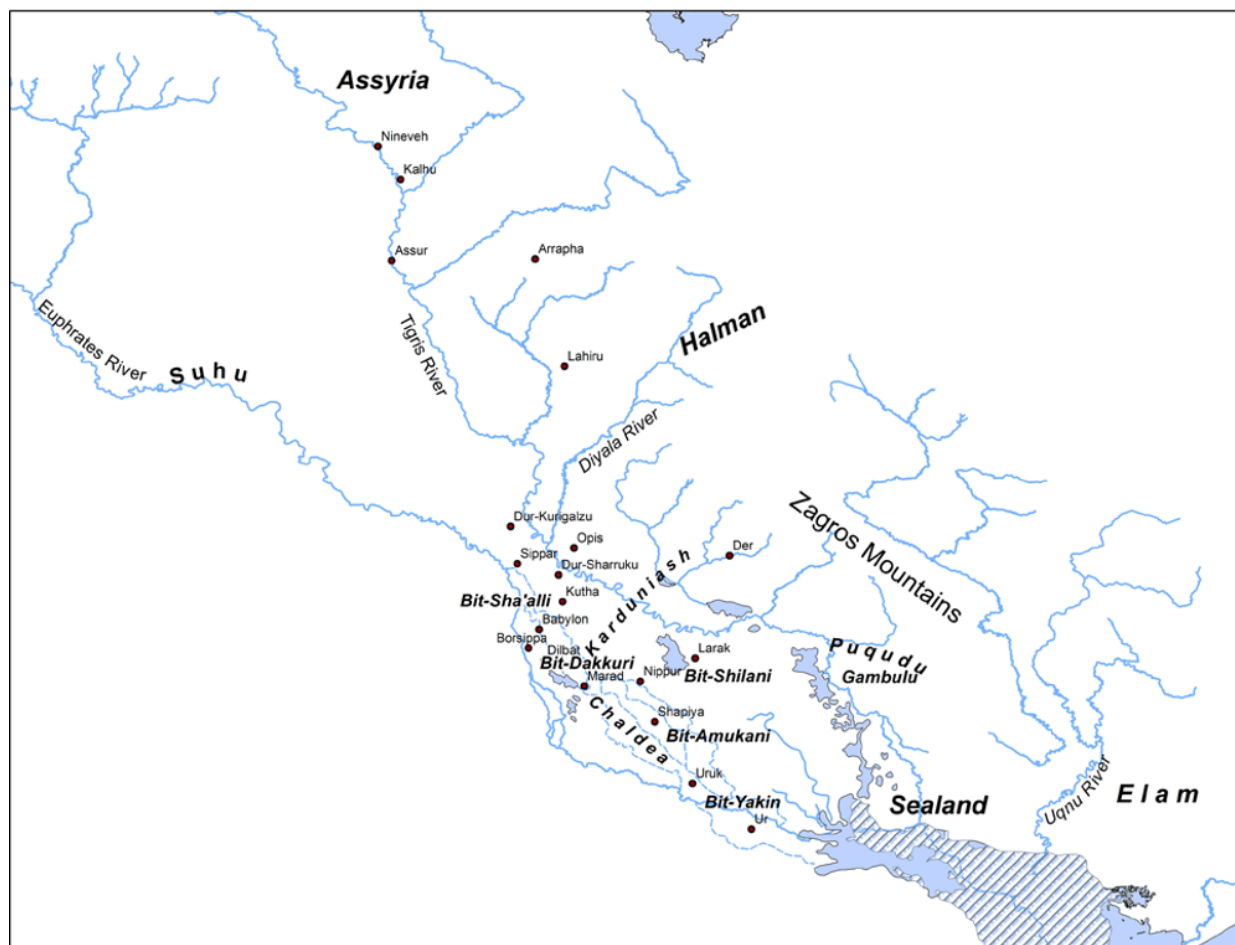 Assyria
Nineveh
Kalhu
Assur
Arrapha
Euphrates River
Suhu
Tigris River
Halman
Lahiru
Diyala River
Zagros Mountains
Dur-Kurigalzu
Opis
Der
Sippar
Dur-Sharruku
Karduniash
Bit-Sha'alli
Kutha
Babylon
Borsippa
Dilbat
Bit-Dakkuri
Larak
Puqudu
Gambulu
Marad
Nippur
Bit-Shilani
Chaldea
Shapiya
Bit-Amukani
Uruk
Bit-Yakin
Ur
Sealand
Uqnu River
Elam